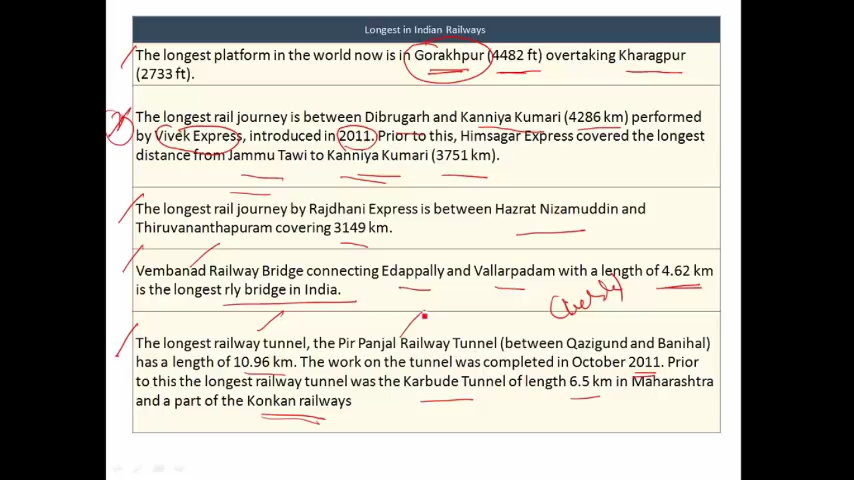 Longest in Indian Railways
The longest platform in the world now is in Gorakhpur (4482 ft) overtaking Kharagpur
(2733 ft).
The longest rail journey is between Dibrugarh and Kanniya Kumari (4286 km) performed
by Vivek Express, introduced in 2011. Prior to this, Himsagar Express covered the longest
distance from Jammu Tawi to Kanniya Kumari (3751 km).
The longest rail journey by Rajdhani Express is between Hazrat Nizamuddin and
Thiruvananthapuram covering 3149 km.
Vembanad Railway Bridge connecting Edappally and Vallarpadam with a length of 4.62 km
is the longest rly bridge in India.
The longest railway tunnel, the Pir Panjal Railway Tunnel (between Qazigund and Banihal)
has a length of 10.96 km. The work on the tunnel was completed in October 2011. Prior
to this the longest railway tunnel was the Karbude Tunnel of length 6.5 km in Maharashtra
and a part of the Konkan railways